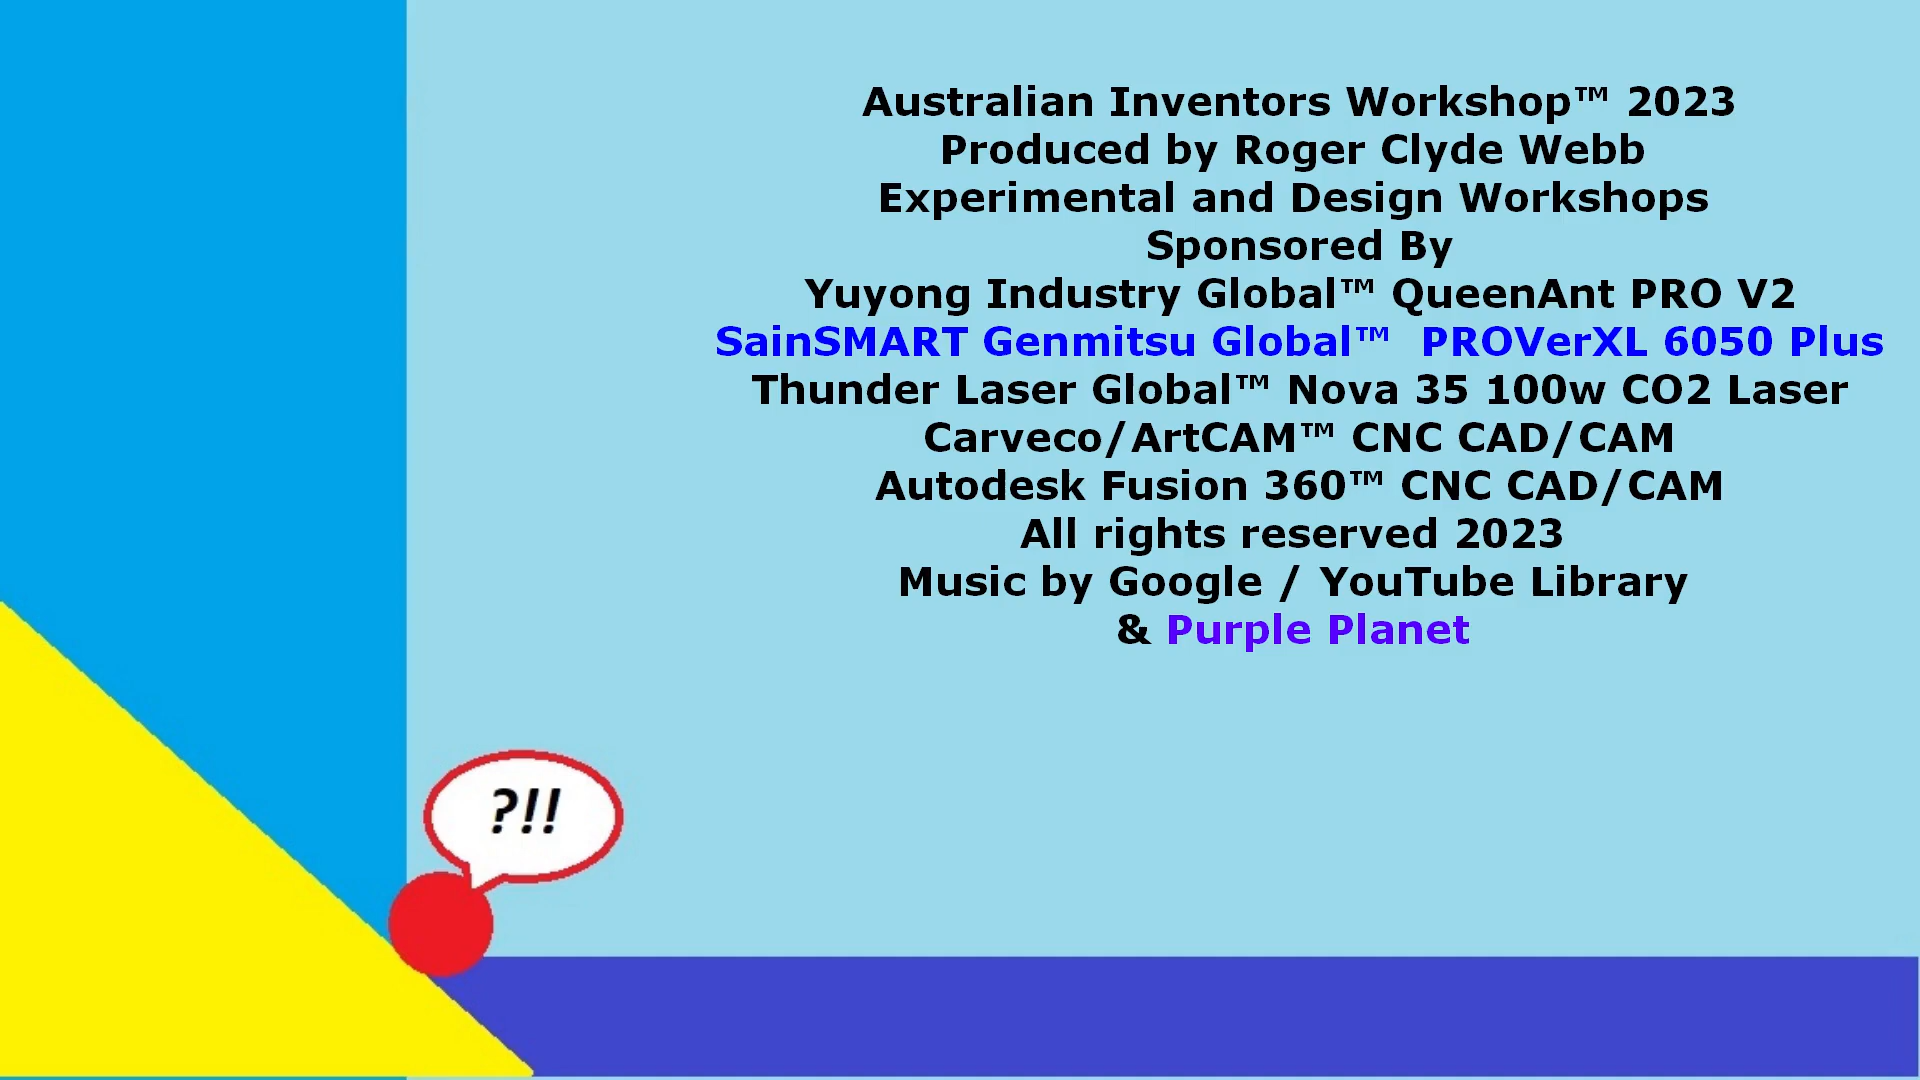 Australian Inventors Workshop™ 2023
Produced by Roger Clyde Webb
Experimental and Design Workshops
Sponsored By
Yuyong Industry Global™ QueenAnt PRO V2
SainSMART Genmitsu Global™  PROVerXL 6050 Plus
Thunder Laser Global™ Nova 35 100w CO2 Laser
Carveco/ArtCAM™ CNC CAD/CAM
Autodesk Fusion 360™ CNC CAD/CAM
All rights reserved 2023
Music by Google / YouTube Library
& Purple Planet
?!!